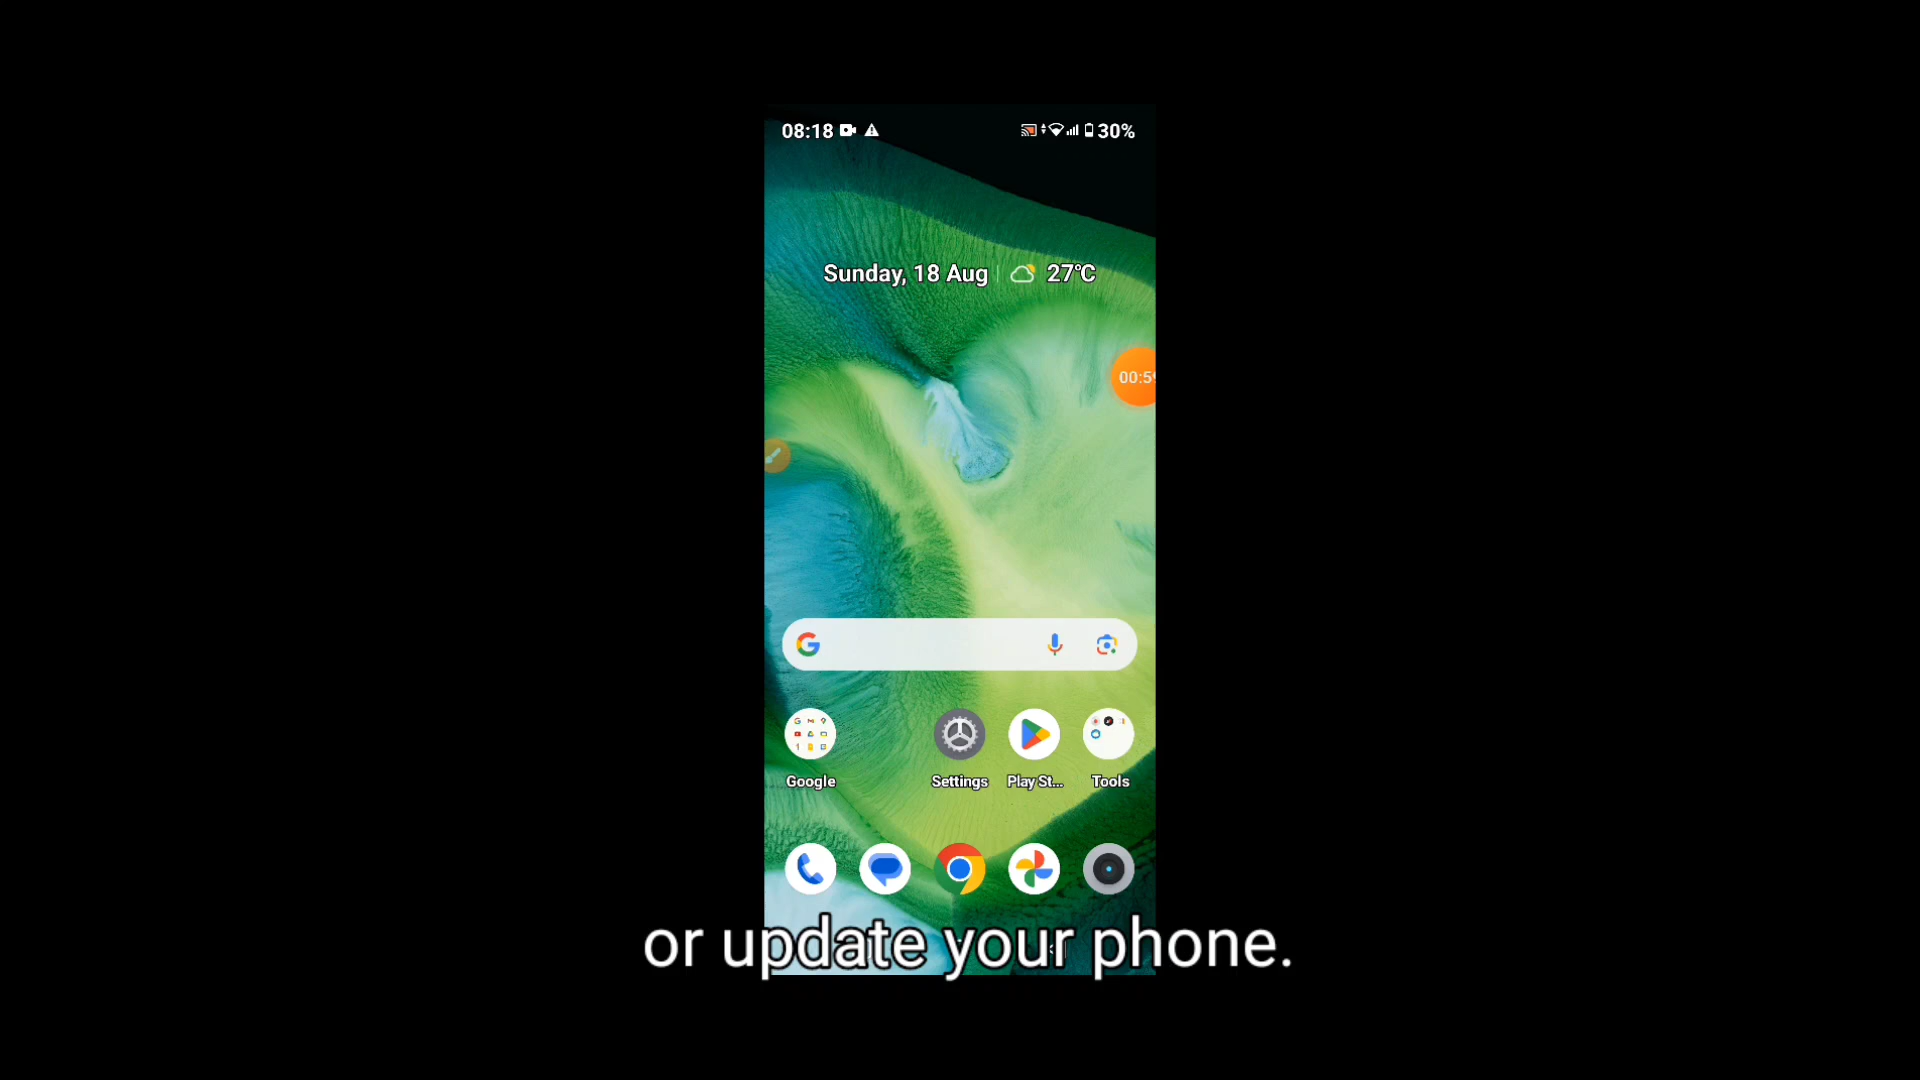 08:18 30%
Sunday, 18 Aug 27°C
Google Settings Play St... Tools
or update your phone.